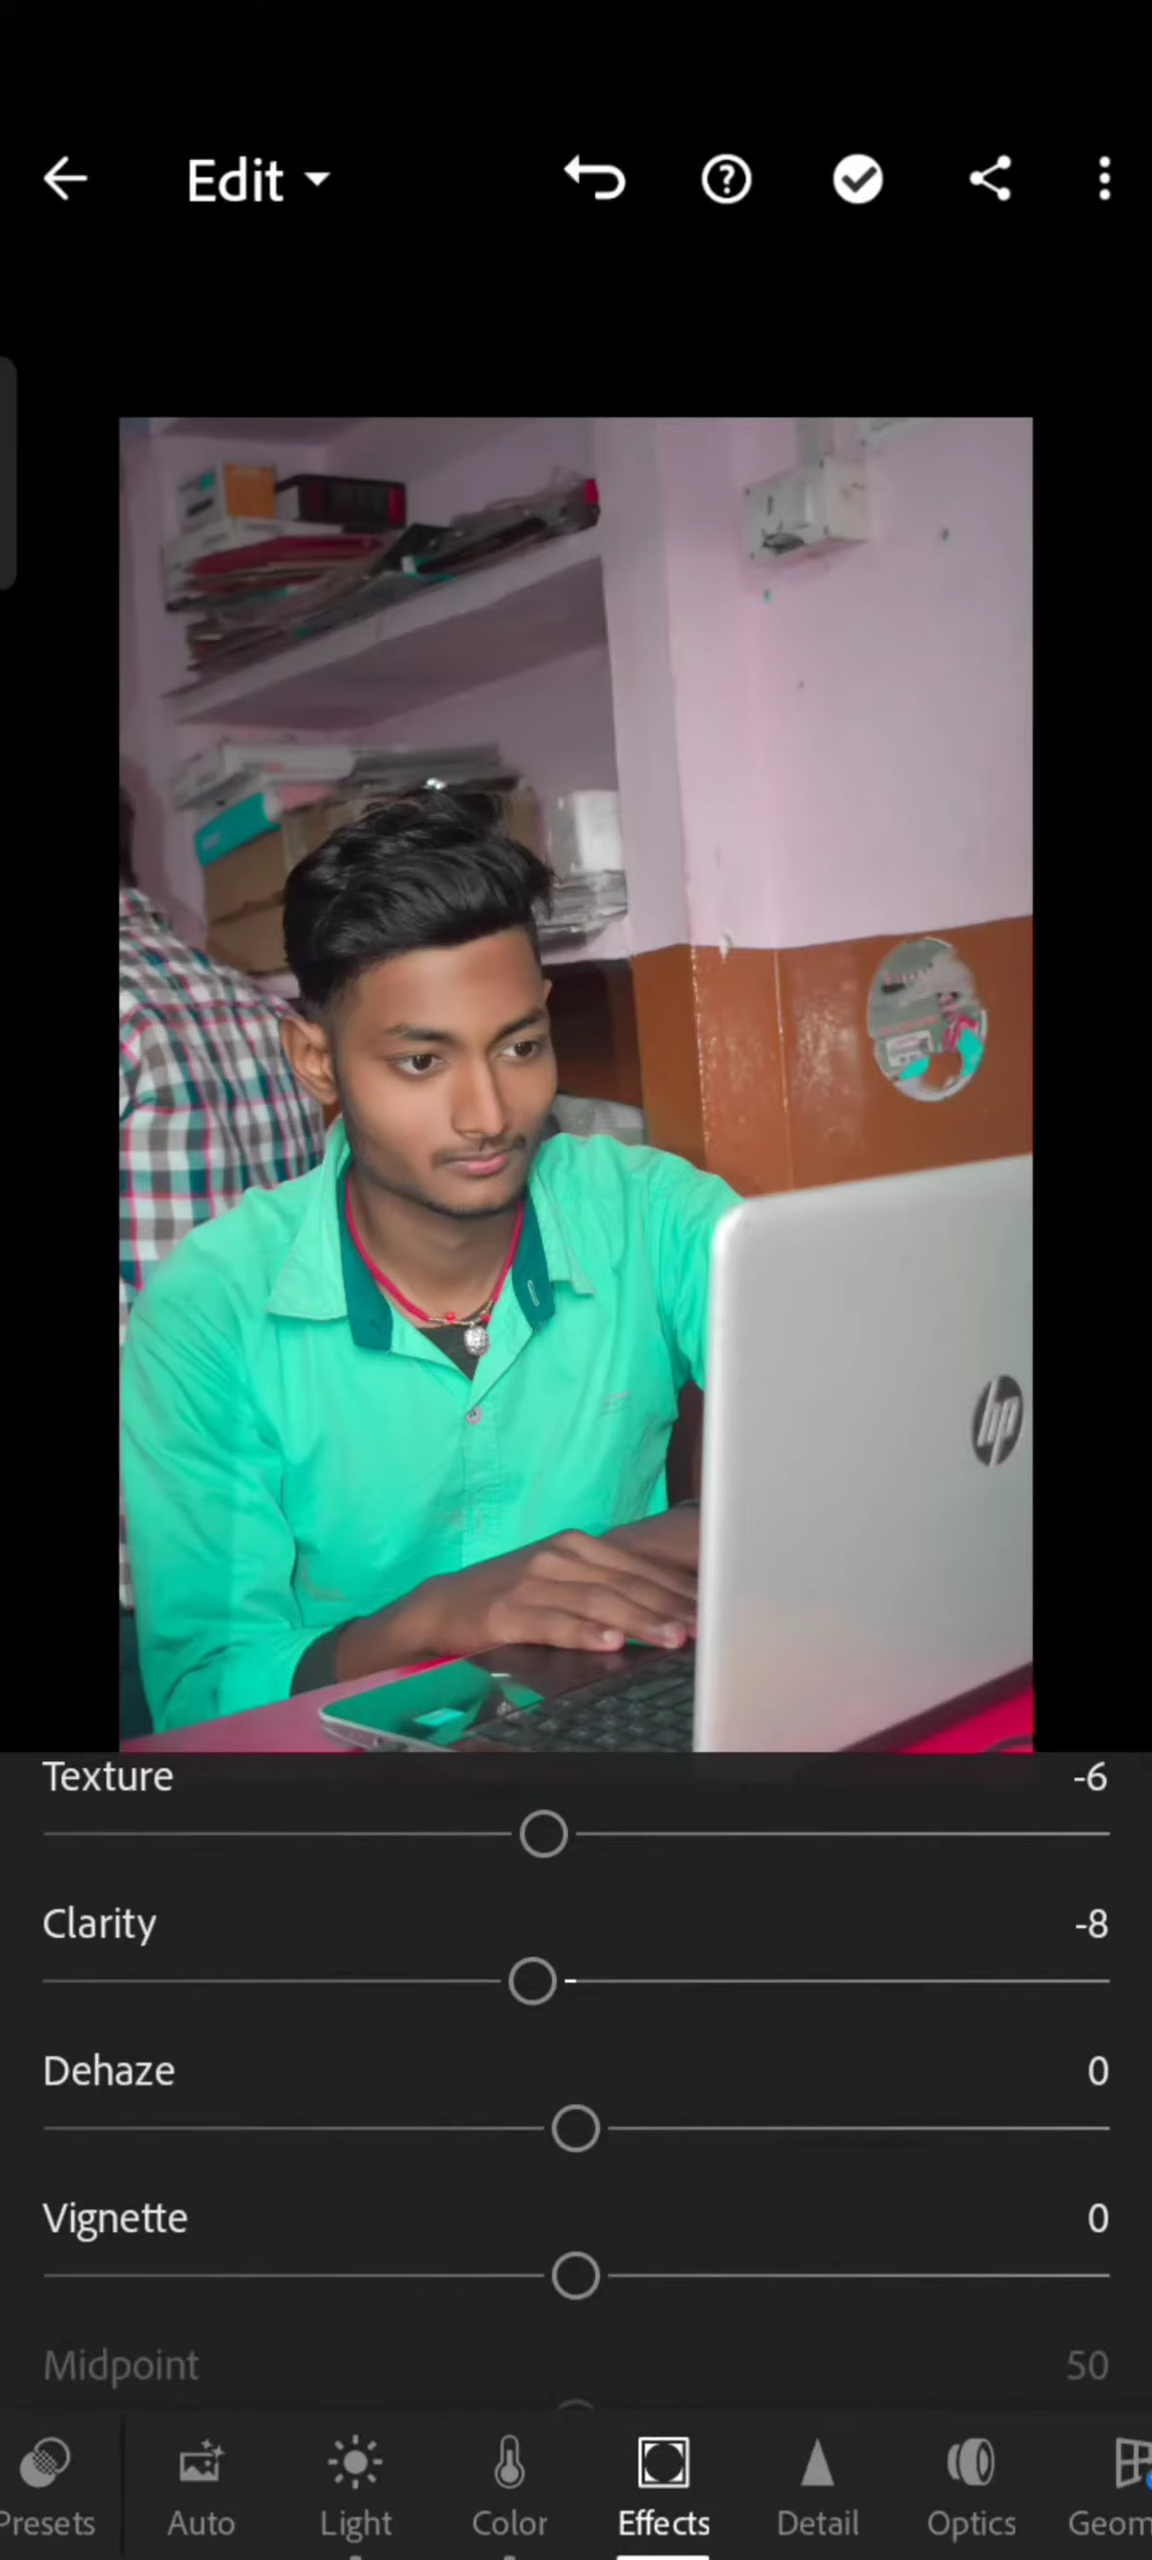 Edit
hp
Texture -6
Clarity -8
Dehaze 0
Vignette 0
Midpoint 50
Presets Auto Light Color Effects Detail Optics Geom